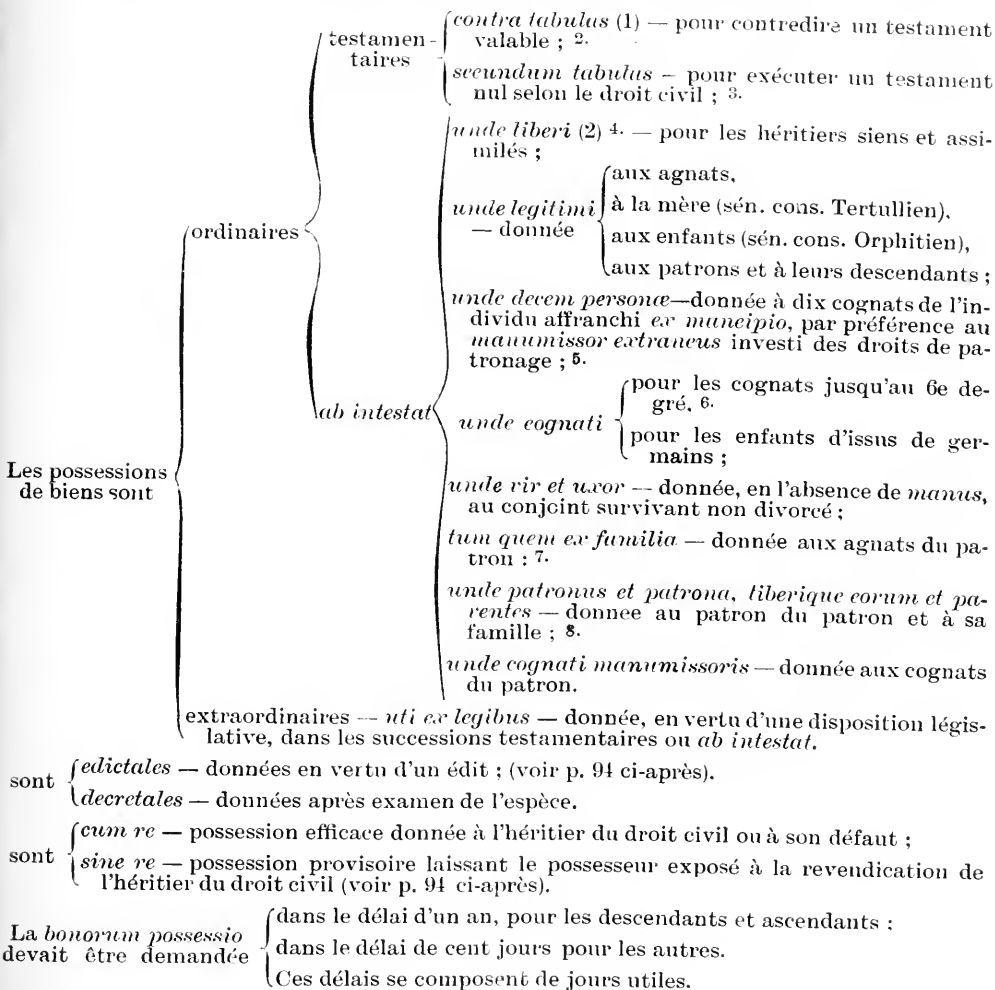 contra tabulas (1) — pour contredire un testament
valable ; 2.
testamen-
taires
secundum tabulas — pour exécuter un testament
nul selon le droit civil ; 3.
unde liberi (2) 4. — pour les héritiers siens et assi-
milés ;
aux agnats,
à la mère (sén. cons. Tertullien),
unde legitimi
— donnée
aux enfants (sén. cons. Orphitien),
aux patrons et à leurs descendants ;
ordinaires
unde decem personæ—donnée à dix cognats de l'in-
dividu affranchi ex mancipio, par préférence au
manumissor extraneus investi des droits de pa-
tronage ; 5.
ab intestat
pour les cognats jusqu'au 6e de-
gré, 6.
unde cognati
pour les enfants d'issus de ger-
mains ;
Les possessions
de biens sont
unde vir et uxor — donnée, en l'absence de manus,
au conjoint survivant non divorcé ;
tum quem ex familia — donnée aux agnats du pa-
tron : 7.
unde patronus et patrona, liberique eorum et pa-
rentes — donnee au patron du patron et à sa
famille ; 8.
unde cognati manumissoris — donnée aux cognats
du patron.
extraordinaires — uti ex legibus — donnée, en vertu d'une disposition légis-
lative, dans les successions testamentaires ou ab intestat.
sont
edictales — données en vertu d'un édit ; (voir p. 94 ci-après).
decretales — données après examen de l'espèce.
sont
cum re — possession efficace donnée à l'héritier du droit civil ou à son défaut ;
sine re — possession provisoire laissant le possesseur exposé à la revendication de
l'héritier du droit civil (voir p. 94 ci-après).
La bonorum possessio
devait être demandée
dans le délai d'un an, pour les descendants et ascendants :
dans le délai de cent jours pour les autres.
Ces délais se composent de jours utiles.